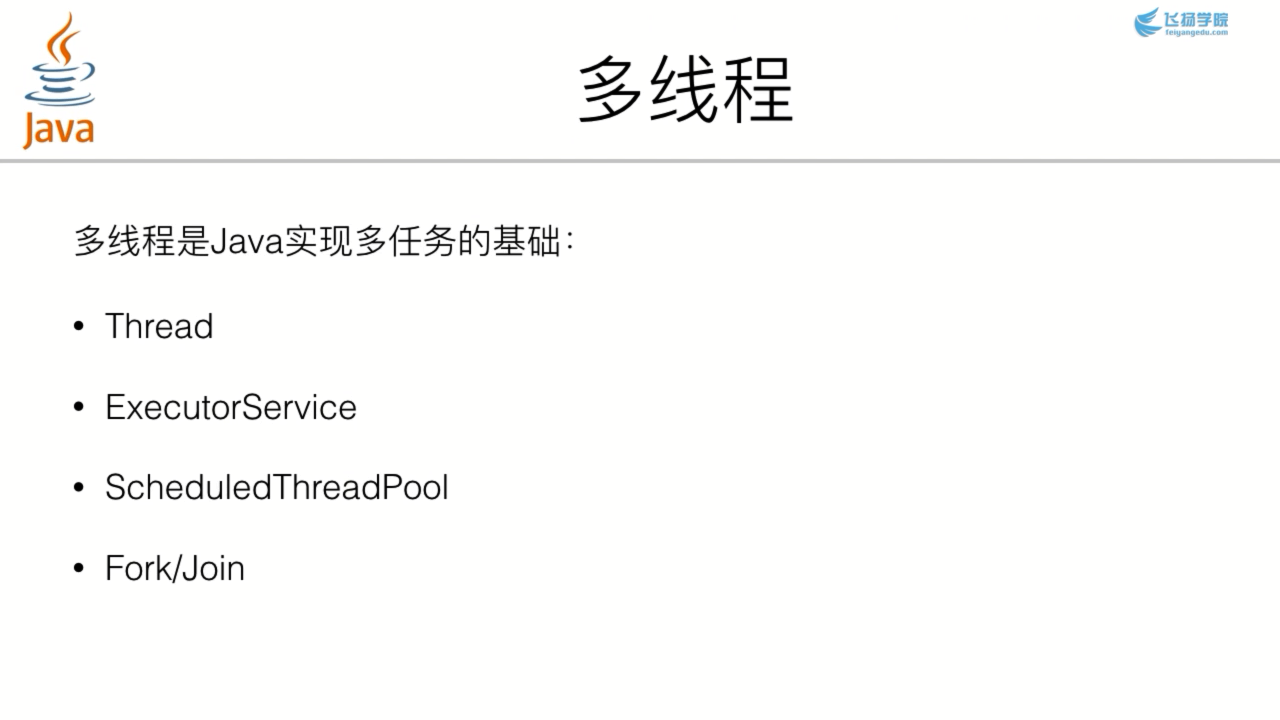 Java
飞扬学院
feiyangedu.com
多线程
多线程是Java实现多任务的基础：
• Thread
• ExecutorService
• ScheduledThreadPool
• Fork/Join